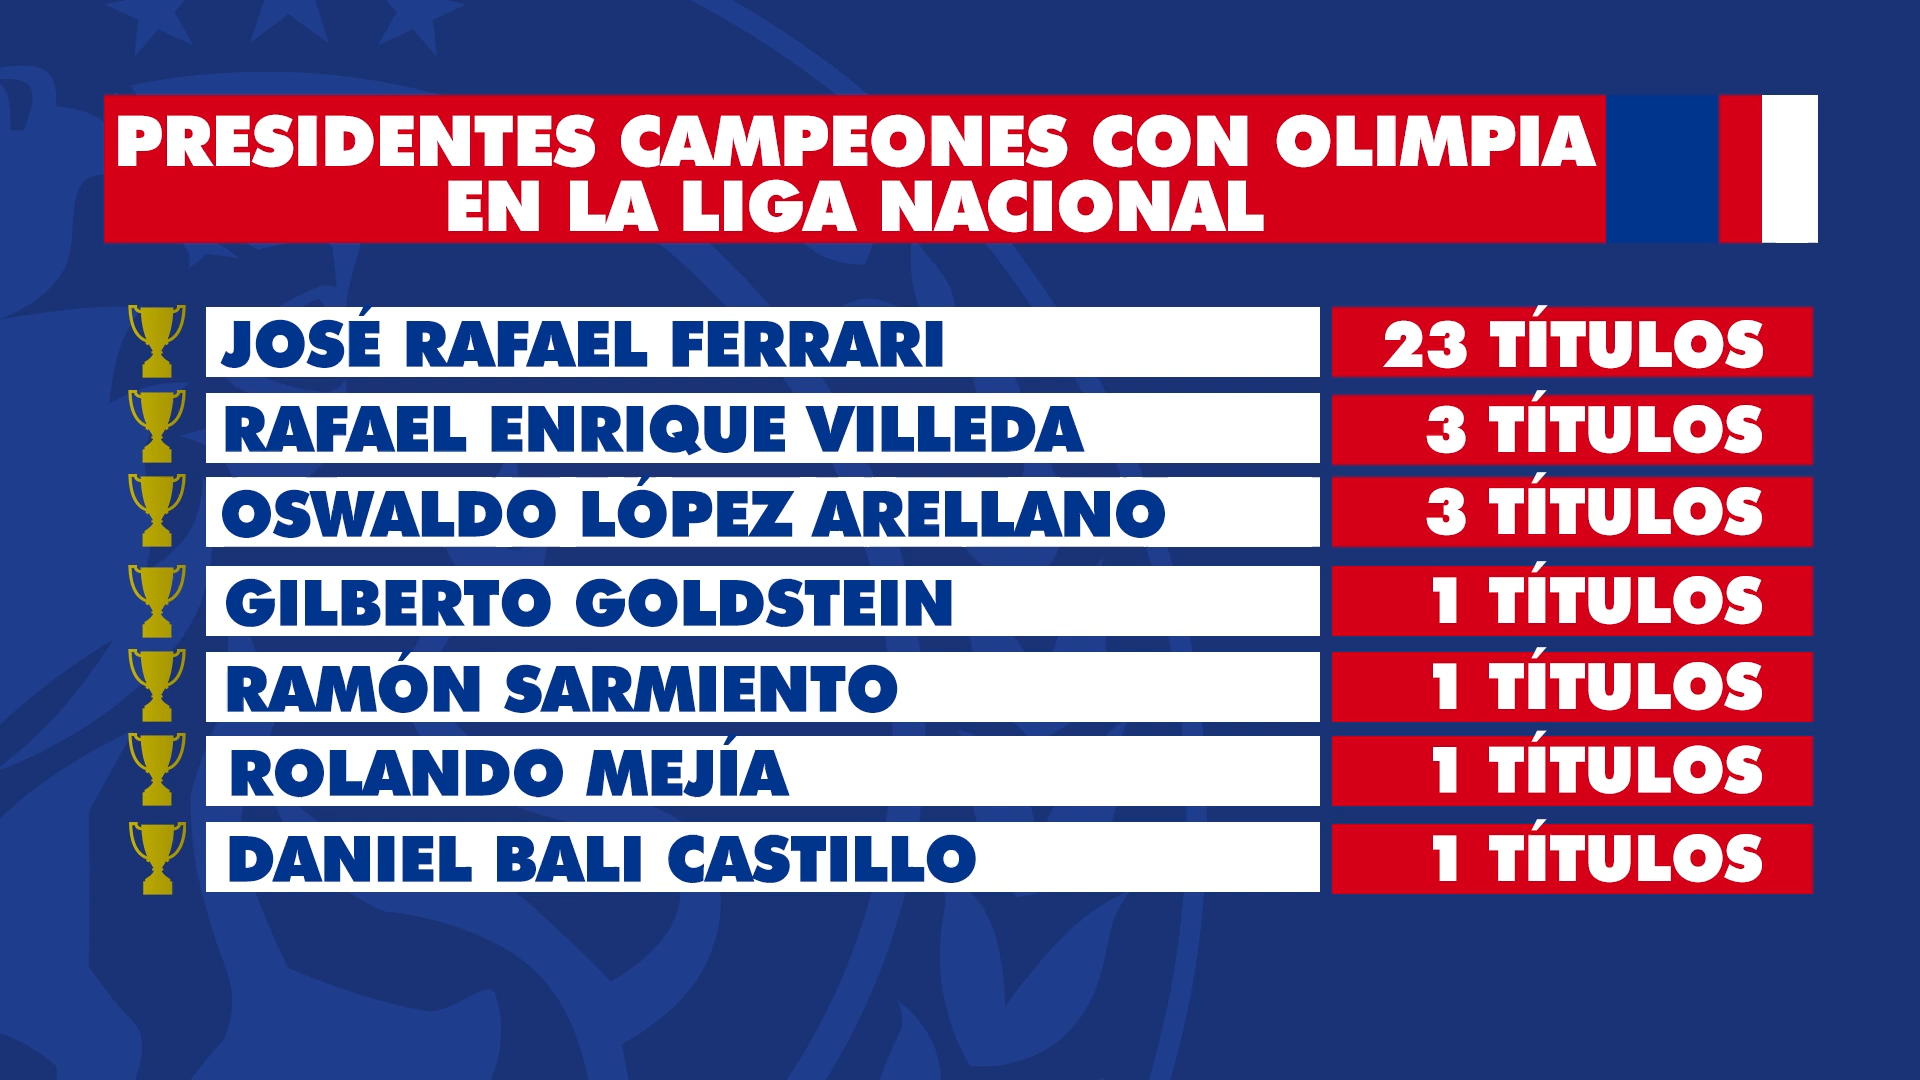 PRESIDENTES CAMPEONES CON OLIMPIA
EN LA LIGA NACIONAL
JOSÉ RAFAEL FERRARI 23 TÍTULOS
RAFAEL ENRIQUE VILLEDA 3 TÍTULOS
OSWALDO LÓPEZ ARELLANO 3 TÍTULOS
GILBERTO GOLDSTEIN 1 TÍTULOS
RAMÓN SARMIENTO 1 TÍTULOS
ROLANDO MEJÍA 1 TÍTULOS
DANIEL BALI CASTILLO 1 TÍTULOS